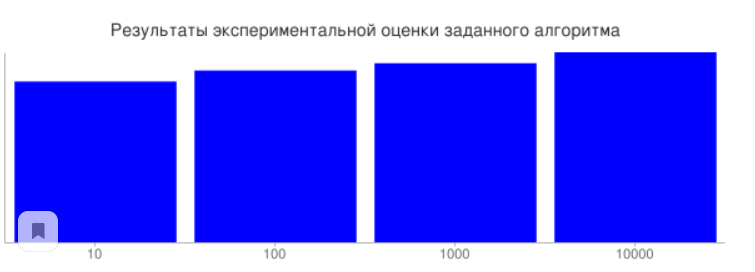 Результаты экспериментальной оценки заданного алгоритма
10 100 1000 10000